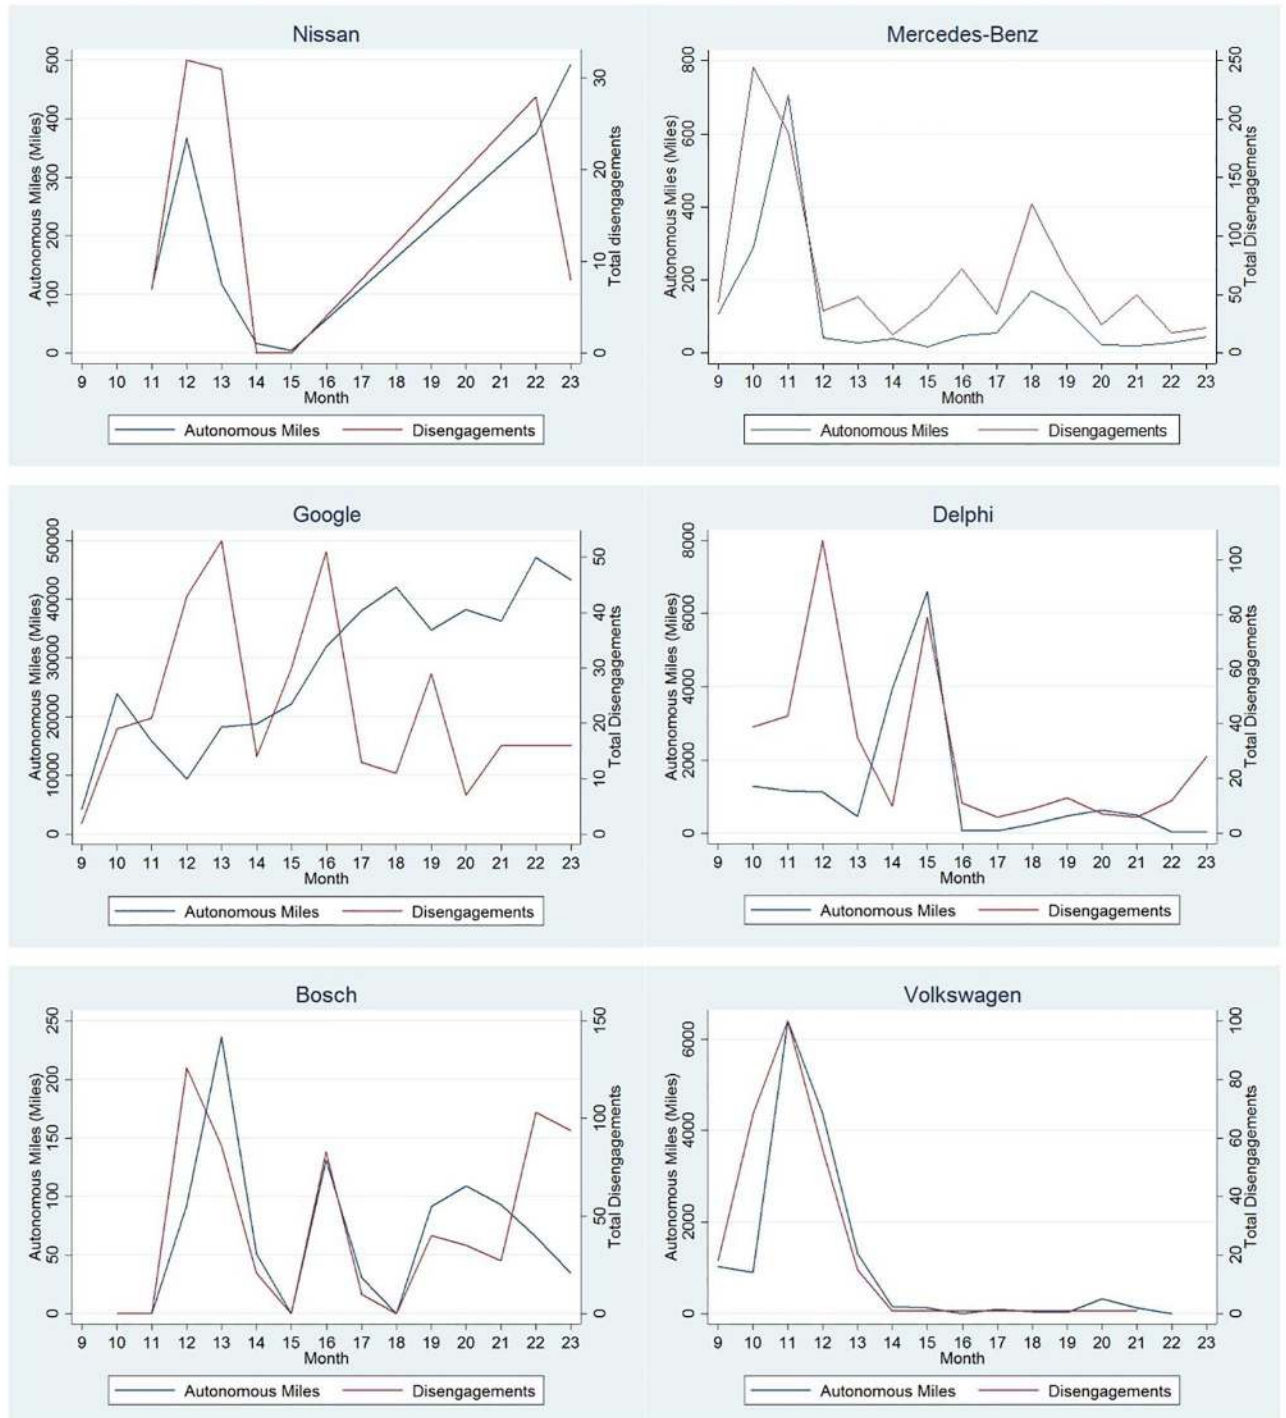 Nissan
Autonomous Miles (Miles)
0 100 200 300 400 500
Total disengagements
0 10 20 30
9 10 11 12 13 14 15 16 17 18 19 20 21 22 23
Month
Autonomous Miles Disengagements
Mercedes-Benz
Autonomous Miles (Miles)
0 200 400 600 800
Total Disengagements
0 50 100 150 200 250
9 10 11 12 13 14 15 16 17 18 19 20 21 22 23
Month
Autonomous Miles Disengagements
Google
Autonomous Miles (Miles)
0 10000 20000 30000 40000 50000
Total Disengagements
0 10 20 30 40 50
9 10 11 12 13 14 15 16 17 18 19 20 21 22 23
Month
Autonomous Miles Disengagements
Delphi
Autonomous Miles (Miles)
0 2000 4000 6000 8000
Total Disengagements
0 20 40 60 80 100
9 10 11 12 13 14 15 16 17 18 19 20 21 22 23
Month
Autonomous Miles Disengagements
Bosch
Autonomous Miles (Miles)
0 50 100 150 200 250
Total Disengagements
0 50 100 150
9 10 11 12 13 14 15 16 17 18 19 20 21 22 23
Month
Autonomous Miles Disengagements
Volkswagen
Autonomous Miles (Miles)
0 2000 4000 6000
Total Disengagements
0 20 40 60 80 100
9 10 11 12 13 14 15 16 17 18 19 20 21 22 23
Month
Autonomous Miles Disengagements